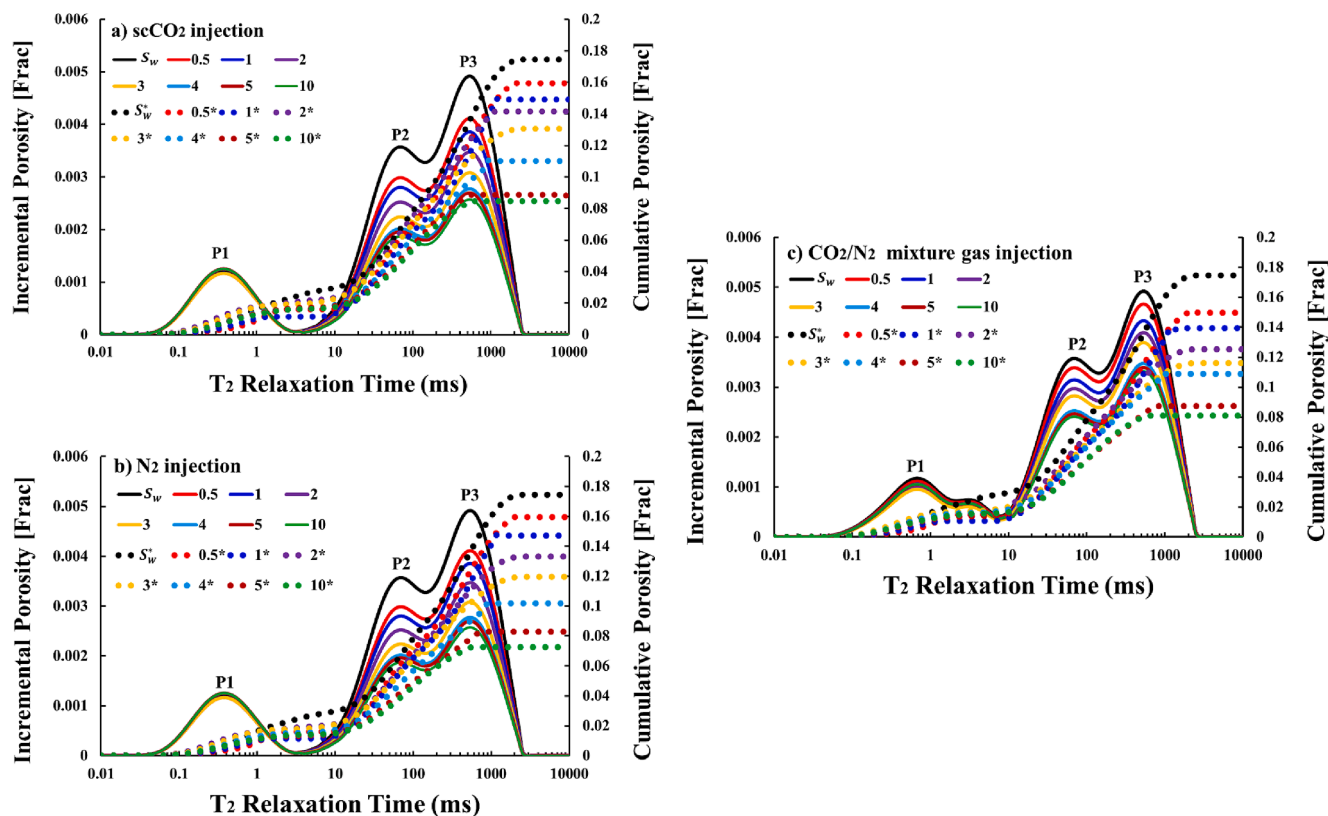 a) scCO2 injection
Sw 0.5 1 2
3 4 5 10
S*w 0.5* 1* 2*
3* 4* 5* 10*
P1
P2
P3
Incremental Porosity [Frac]
0.006
0.005
0.004
0.003
0.002
0.001
0
Cumulative Porosity [Frac]
0.2
0.18
0.16
0.14
0.12
0.1
0.08
0.06
0.04
0.02
0
0.01 0.1 1 10 100 1000 10000
T2 Relaxation Time (ms)
b) N2 injection
Sw 0.5 1 2
3 4 5 10
S*w 0.5* 1* 2*
3* 4* 5* 10*
P1
P2
P3
Incremental Porosity [Frac]
0.006
0.005
0.004
0.003
0.002
0.001
0
Cumulative Porosity [Frac]
0.2
0.18
0.16
0.14
0.12
0.1
0.08
0.06
0.04
0.02
0
0.01 0.1 1 10 100 1000 10000
T2 Relaxation Time (ms)
c) CO2/N2 mixture gas injection
Sw 0.5 1 2
3 4 5 10
S*w 0.5* 1* 2*
3* 4* 5* 10*
P1
P2
P3
Incremental Porosity [Frac]
0.006
0.005
0.004
0.003
0.002
0.001
0
Cumulative Porosity [Frac]
0.2
0.18
0.16
0.14
0.12
0.1
0.08
0.06
0.04
0.02
0
0.01 0.1 1 10 100 1000 10000
T2 Relaxation Time (ms)